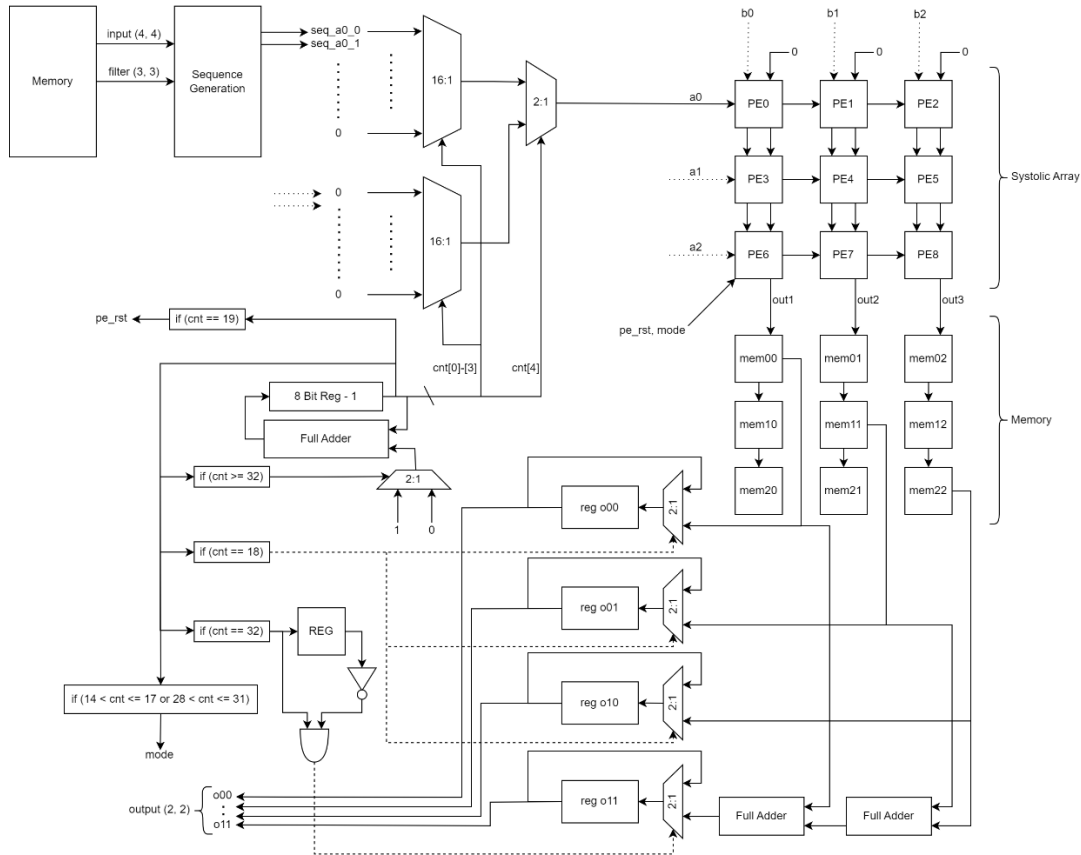 Memory
input (4, 4)
filter (3, 3)
Sequence
Generation
seq_a0_0
seq_a0_1
0
16:1
2:1
0
16:1
0
a0
a1
a2
b0
b1
b2
0
0
0
PE0
PE1
PE2
PE3
PE4
PE5
PE6
PE7
PE8
Systolic Array
out1
out2
out3
pe_rst, mode
pe_rst
if (cnt == 19)
cnt[0]-[3]
cnt[4]
mem00
mem01
mem02
mem10
mem11
mem12
mem20
mem21
mem22
Memory
8 Bit Reg - 1
Full Adder
if (cnt >= 32)
2:1
1
0
if (cnt == 18)
if (cnt == 32)
REG
if (14 < cnt <= 17 or 28 < cnt <= 31)
mode
reg o00
2:1
reg o01
2:1
reg o10
2:1
reg o11
2:1
Full Adder
Full Adder
output (2, 2)
o00
o11